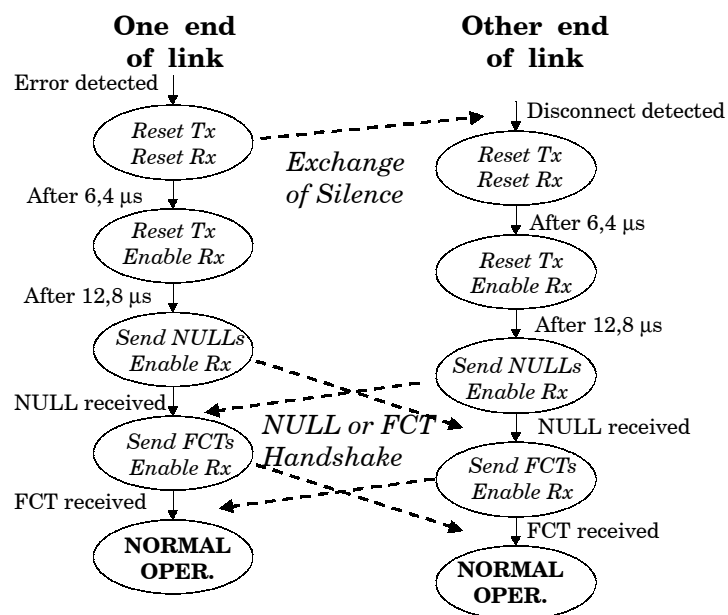 One end
of link
Other end
of link
Error detected
Disconnect detected
Reset Tx
Reset Rx
Exchange
of Silence
Reset Tx
Reset Rx
After 6,4 µs
After 6,4 µs
Reset Tx
Enable Rx
Reset Tx
Enable Rx
After 12,8 µs
After 12,8 µs
Send NULLs
Enable Rx
Send NULLs
Enable Rx
NULL received
NULL or FCT
Handshake
NULL received
Send FCTs
Enable Rx
Send FCTs
Enable Rx
FCT received
FCT received
NORMAL
OPER.
NORMAL
OPER.